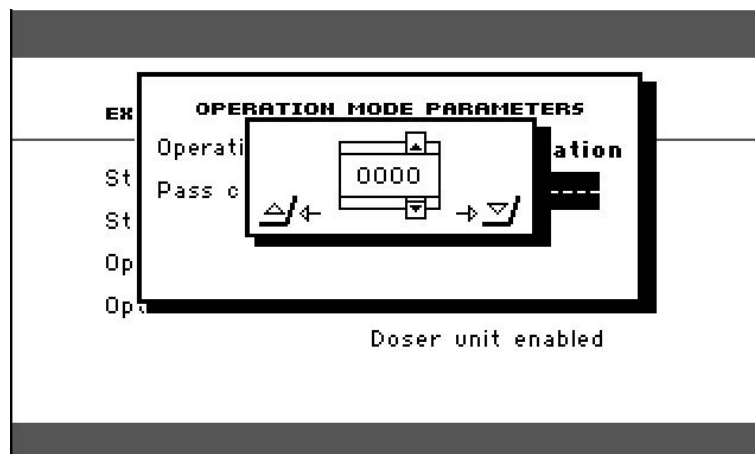 EX
OPERATION MODE PARAMETERS
Operati
ation
St
Pass c
0000
St
Op
Op
Doser unit enabled